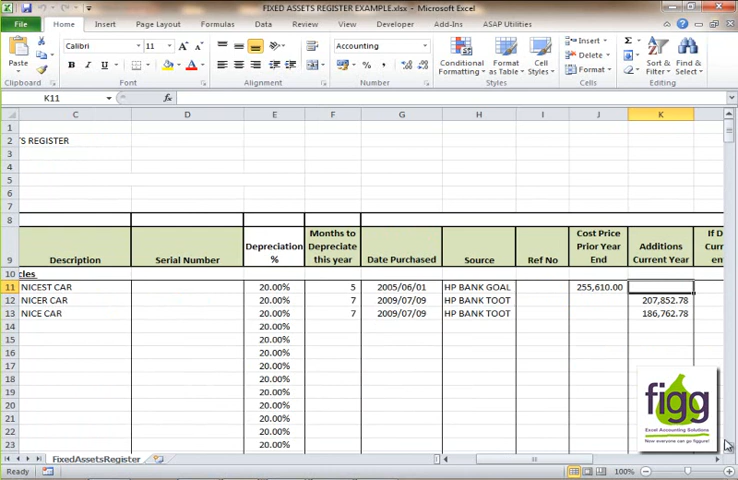 FIXED ASSETS REGISTER EXAMPLE.xlsx - Microsoft Excel
File Home Insert Page Layout Formulas Data Review View Developer Add-Ins ASAP Utilities
Calibri 11 Accounting Insert
Paste B I U $ % , Conditional Formatting Format as Table Cell Styles Delete Sort & Filter Find & Select
Format
Clipboard Font Alignment Number Styles Cells Editing
K11 fx
C D E F G H I J K
1
2 'S REGISTER
3
4
5
6
7
8
9 Description Serial Number Depreciation % Months to Depreciate this year Date Purchased Source Ref No Cost Price Prior Year End Additions Current Year If D Curr en
10 cles
11 NICEST CAR 20.00% 5 2005/06/01 HP BANK GOAL 255,610.00
12 NICER CAR 20.00% 7 2009/07/09 HP BANK TOOT 207,852.78
13 NICE CAR 20.00% 7 2009/07/09 HP BANK TOOT 186,762.78
14 20.00%
15 20.00%
16 20.00%
17 20.00%
18 20.00%
19 20.00%
20 20.00%
21 20.00%
22 20.00%
23 20.00%
figg
Excel Accounting Solutions
Now everyone can go figgure!
FixedAssetsRegister
Ready 100%